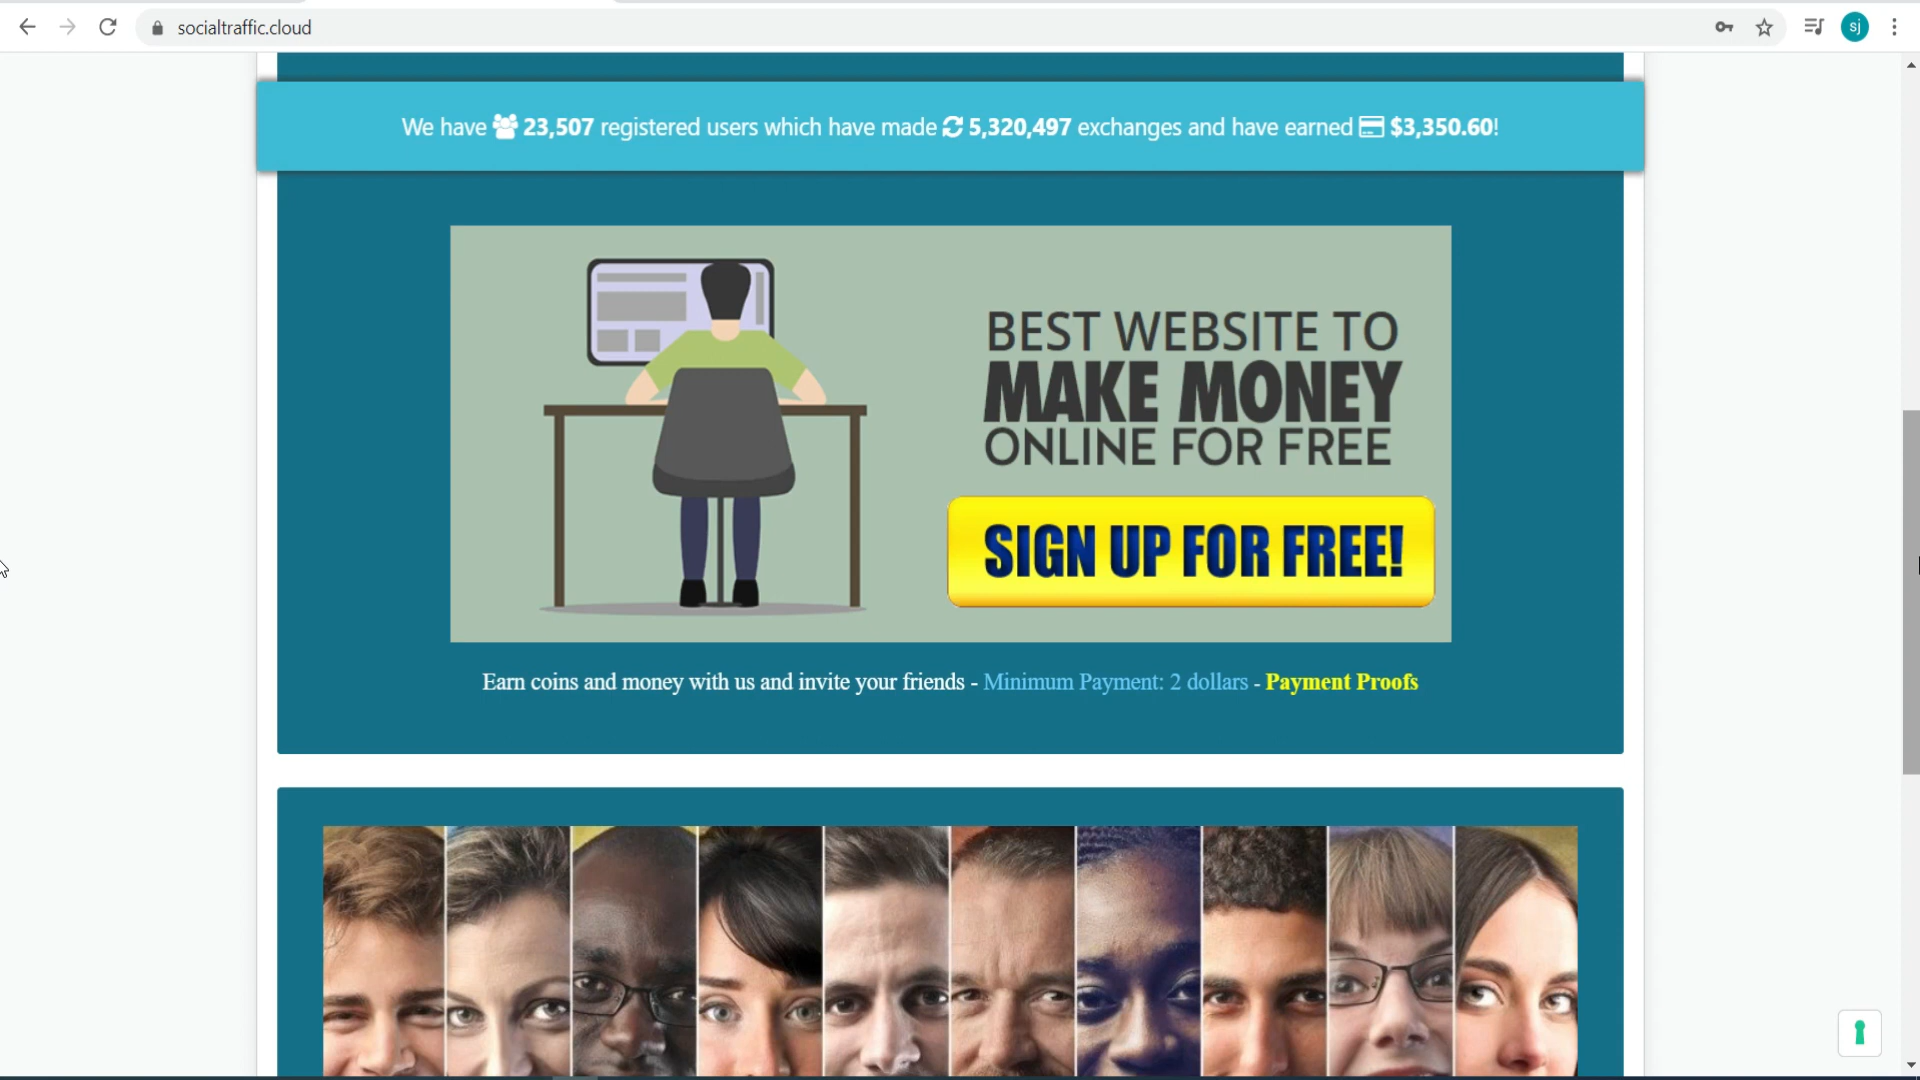 socialtraffic.cloud
sj
We have 23,507 registered users which have made 5,320,497 exchanges and have earned $3,350.60!
BEST WEBSITE TO
MAKE MONEY
ONLINE FOR FREE
SIGN UP FOR FREE!
Earn coins and money with us and invite your friends - Minimum Payment: 2 dollars - Payment Proofs